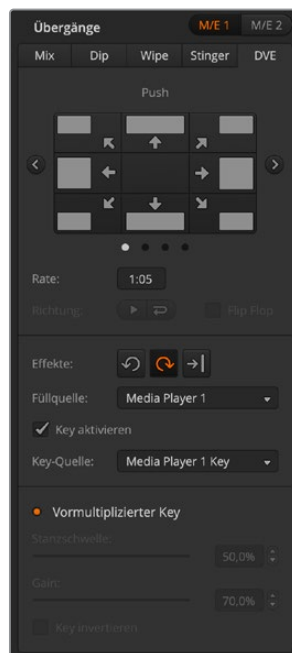 Übergänge M/E 1 M/E 2
Mix Dip Wipe Stinger DVE
Push
Rate: 1:05
Richtung: Flip Flop
Effekte:
Füllquelle: Media Player 1
Key aktivieren
Key-Quelle: Media Player 1 Key
Vormultiplizierter Key
Stanzschwelle:
50,0%
Gain:
70,0%
Key invertieren